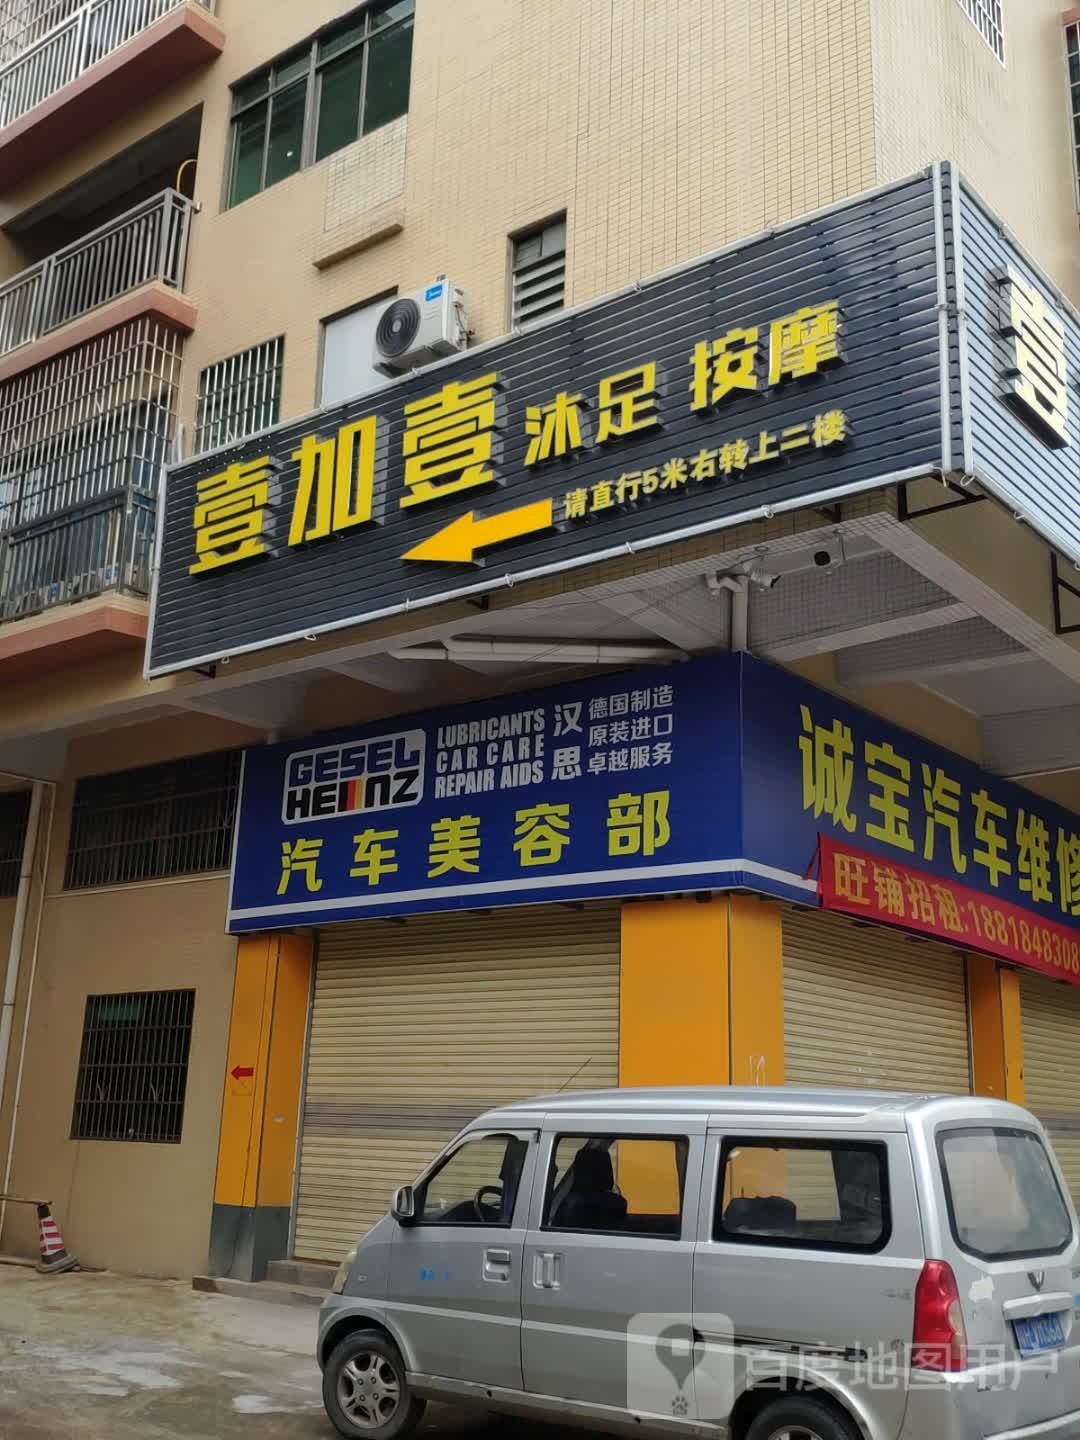 壹加壹 沐足 按摩
请直行5米右转上二楼
壹
GESEL
HEINZ
LUBRICANTS
CAR CARE
REPAIR AIDS
汉思
德国制造
原装进口
卓越服务
汽车美容部
诚宝汽车维修
旺铺招租:1881848308
百度地图用户